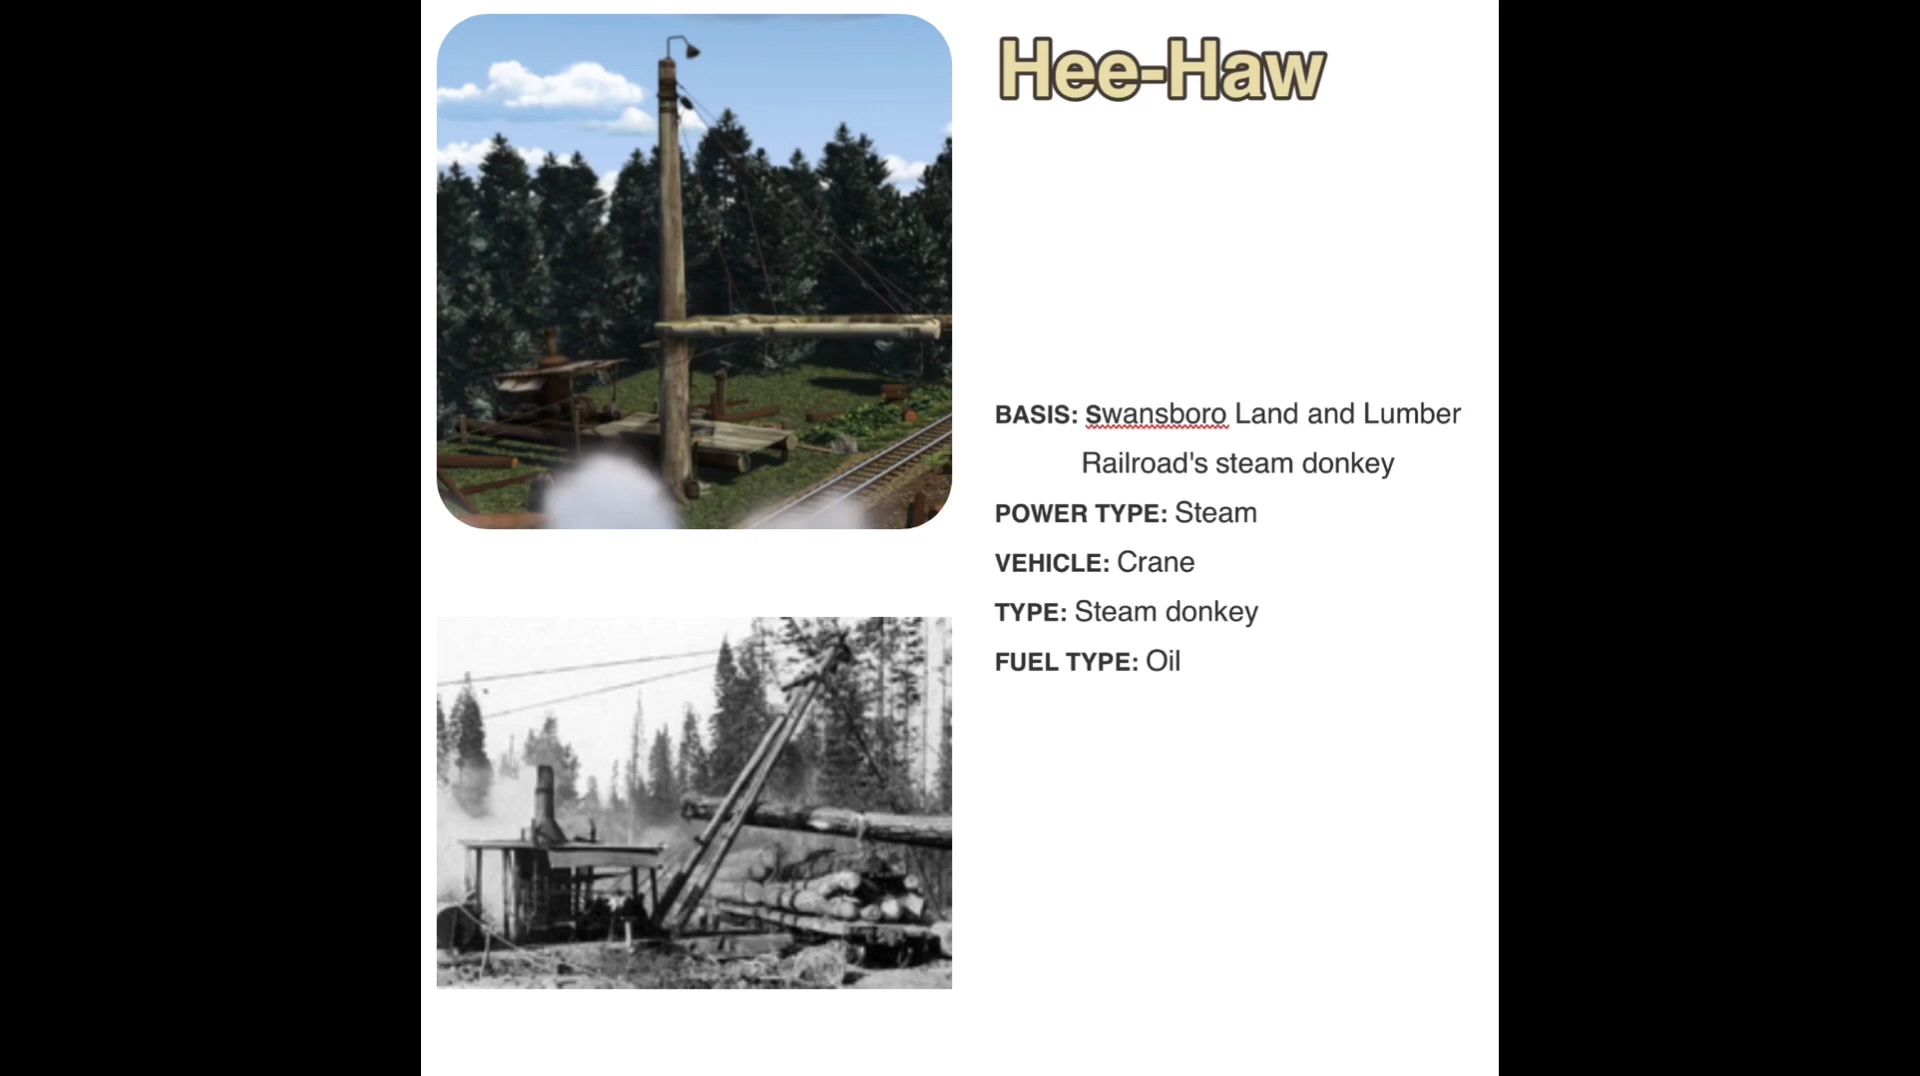 Hee-Haw
BASIS: Swansboro Land and Lumber
Railroad's steam donkey
POWER TYPE: Steam
VEHICLE: Crane
TYPE: Steam donkey
FUEL TYPE: Oil